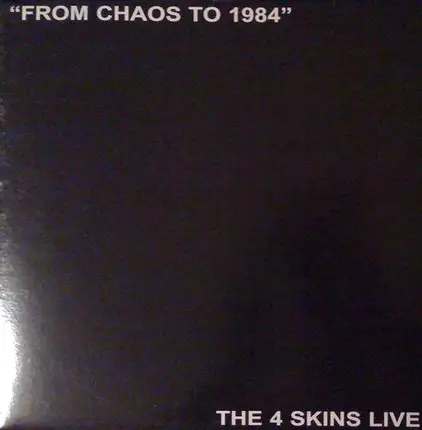 “FROM CHAOS TO 1984”
THE 4 SKINS LIVE